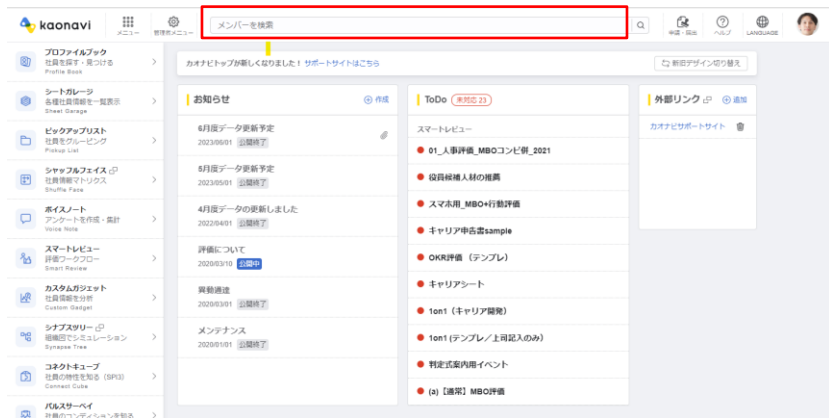 kaonavi
メニュー
管理者メニュー
メンバーを検索
申請・届出
ヘルプ
LANGUAGE
プロファイルブック
社員を探す・見つける
Profile Book
シートガレージ
各種社員情報を一覧表示
Sheet Garage
ピックアップリスト
社員をグルーピング
Pickup List
シャッフルフェイス
社員情報マトリクス
Shuffle Face
ボイスノート
アンケートを作成・集計
Voice Note
スマートレビュー
評価ワークフロー
Smart Review
カスタムガジェット
社員情報を分析
Custom Gadget
シナプスツリー
組織図でシミュレーション
Synapse Tree
コネクトキューブ
社員の特性を知る (SPI3)
Connect Cube
パルスサーベイ
社員のコンディションを知る
カオナビトップが新しくなりました！ サポートサイトはこちら
新旧デザイン切り替え
お知らせ
作成
6月度データ更新予定
2023/06/01 公開終了
5月度データ更新予定
2023/05/01 公開終了
4月度データの更新しました
2022/04/01 公開終了
評価について
2020/03/10 公開中
異動通達
2020/03/01 公開終了
メンテナンス
2020/01/01 公開終了
ToDo 未対応 23
スマートレビュー
01_人事評価_MBOコンピ併_2021
役員候補人材の推薦
スマホ用_MBO+行動評価
キャリア申告書sample
OKR評価 （テンプレ）
キャリアシート
1on1（キャリア開発）
1on1 (テンプレ／上司記入のみ)
判定式案内用イベント
(a)【通常】MBO評価
外部リンク
追加
カオナビサポートサイト